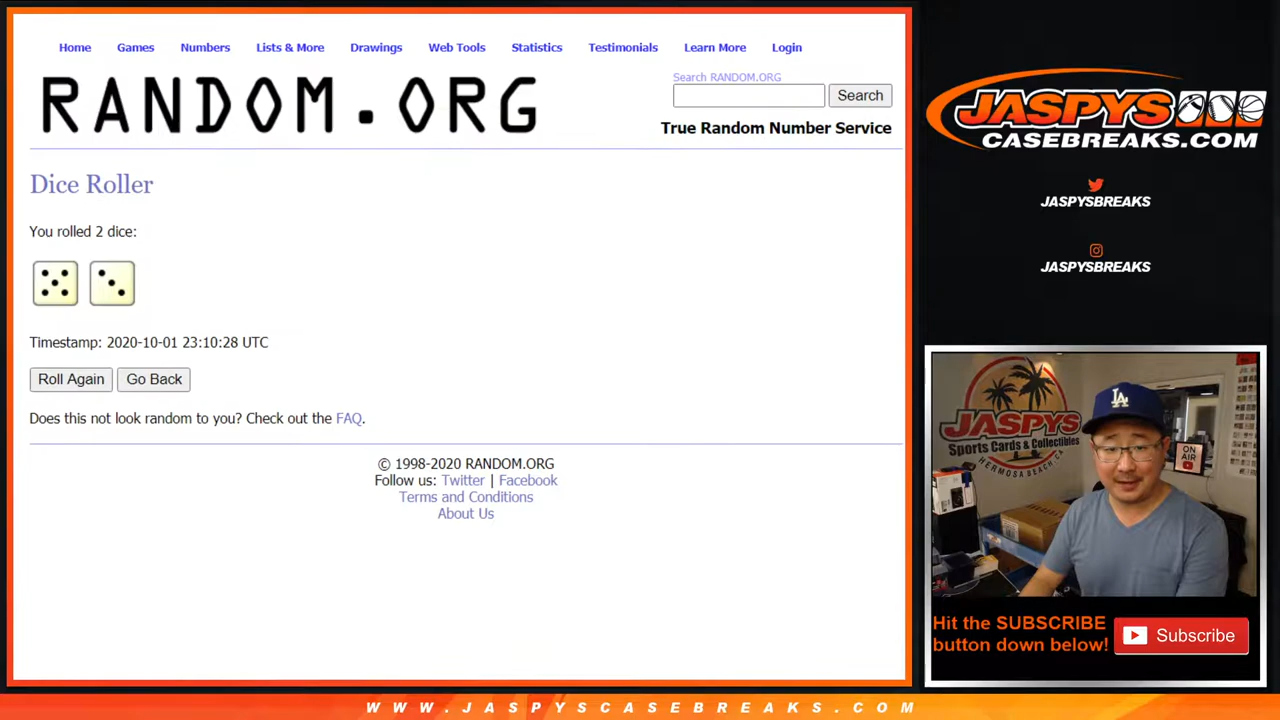 Home Games Numbers Lists & More Drawings Web Tools Statistics Testimonials Learn More Login
RANDOM.ORG
Search RANDOM.ORG
Search
True Random Number Service
Dice Roller
You rolled 2 dice:
Timestamp: 2020-10-01 23:10:28 UTC
Roll Again Go Back
Does this not look random to you? Check out the FAQ.
© 1998-2020 RANDOM.ORG
Follow us: Twitter | Facebook
Terms and Conditions
About Us
JASPYS
CASEBREAKS.COM
JASPYSBREAKS
JASPYSBREAKS
JASPYS
Sports Cards & Collectibles
HERMOSA BEACH, CA
LA
ON
AIR
Hit the SUBSCRIBE
button down below!
Subscribe
WWW.JASPYSCASEBREAKS.COM